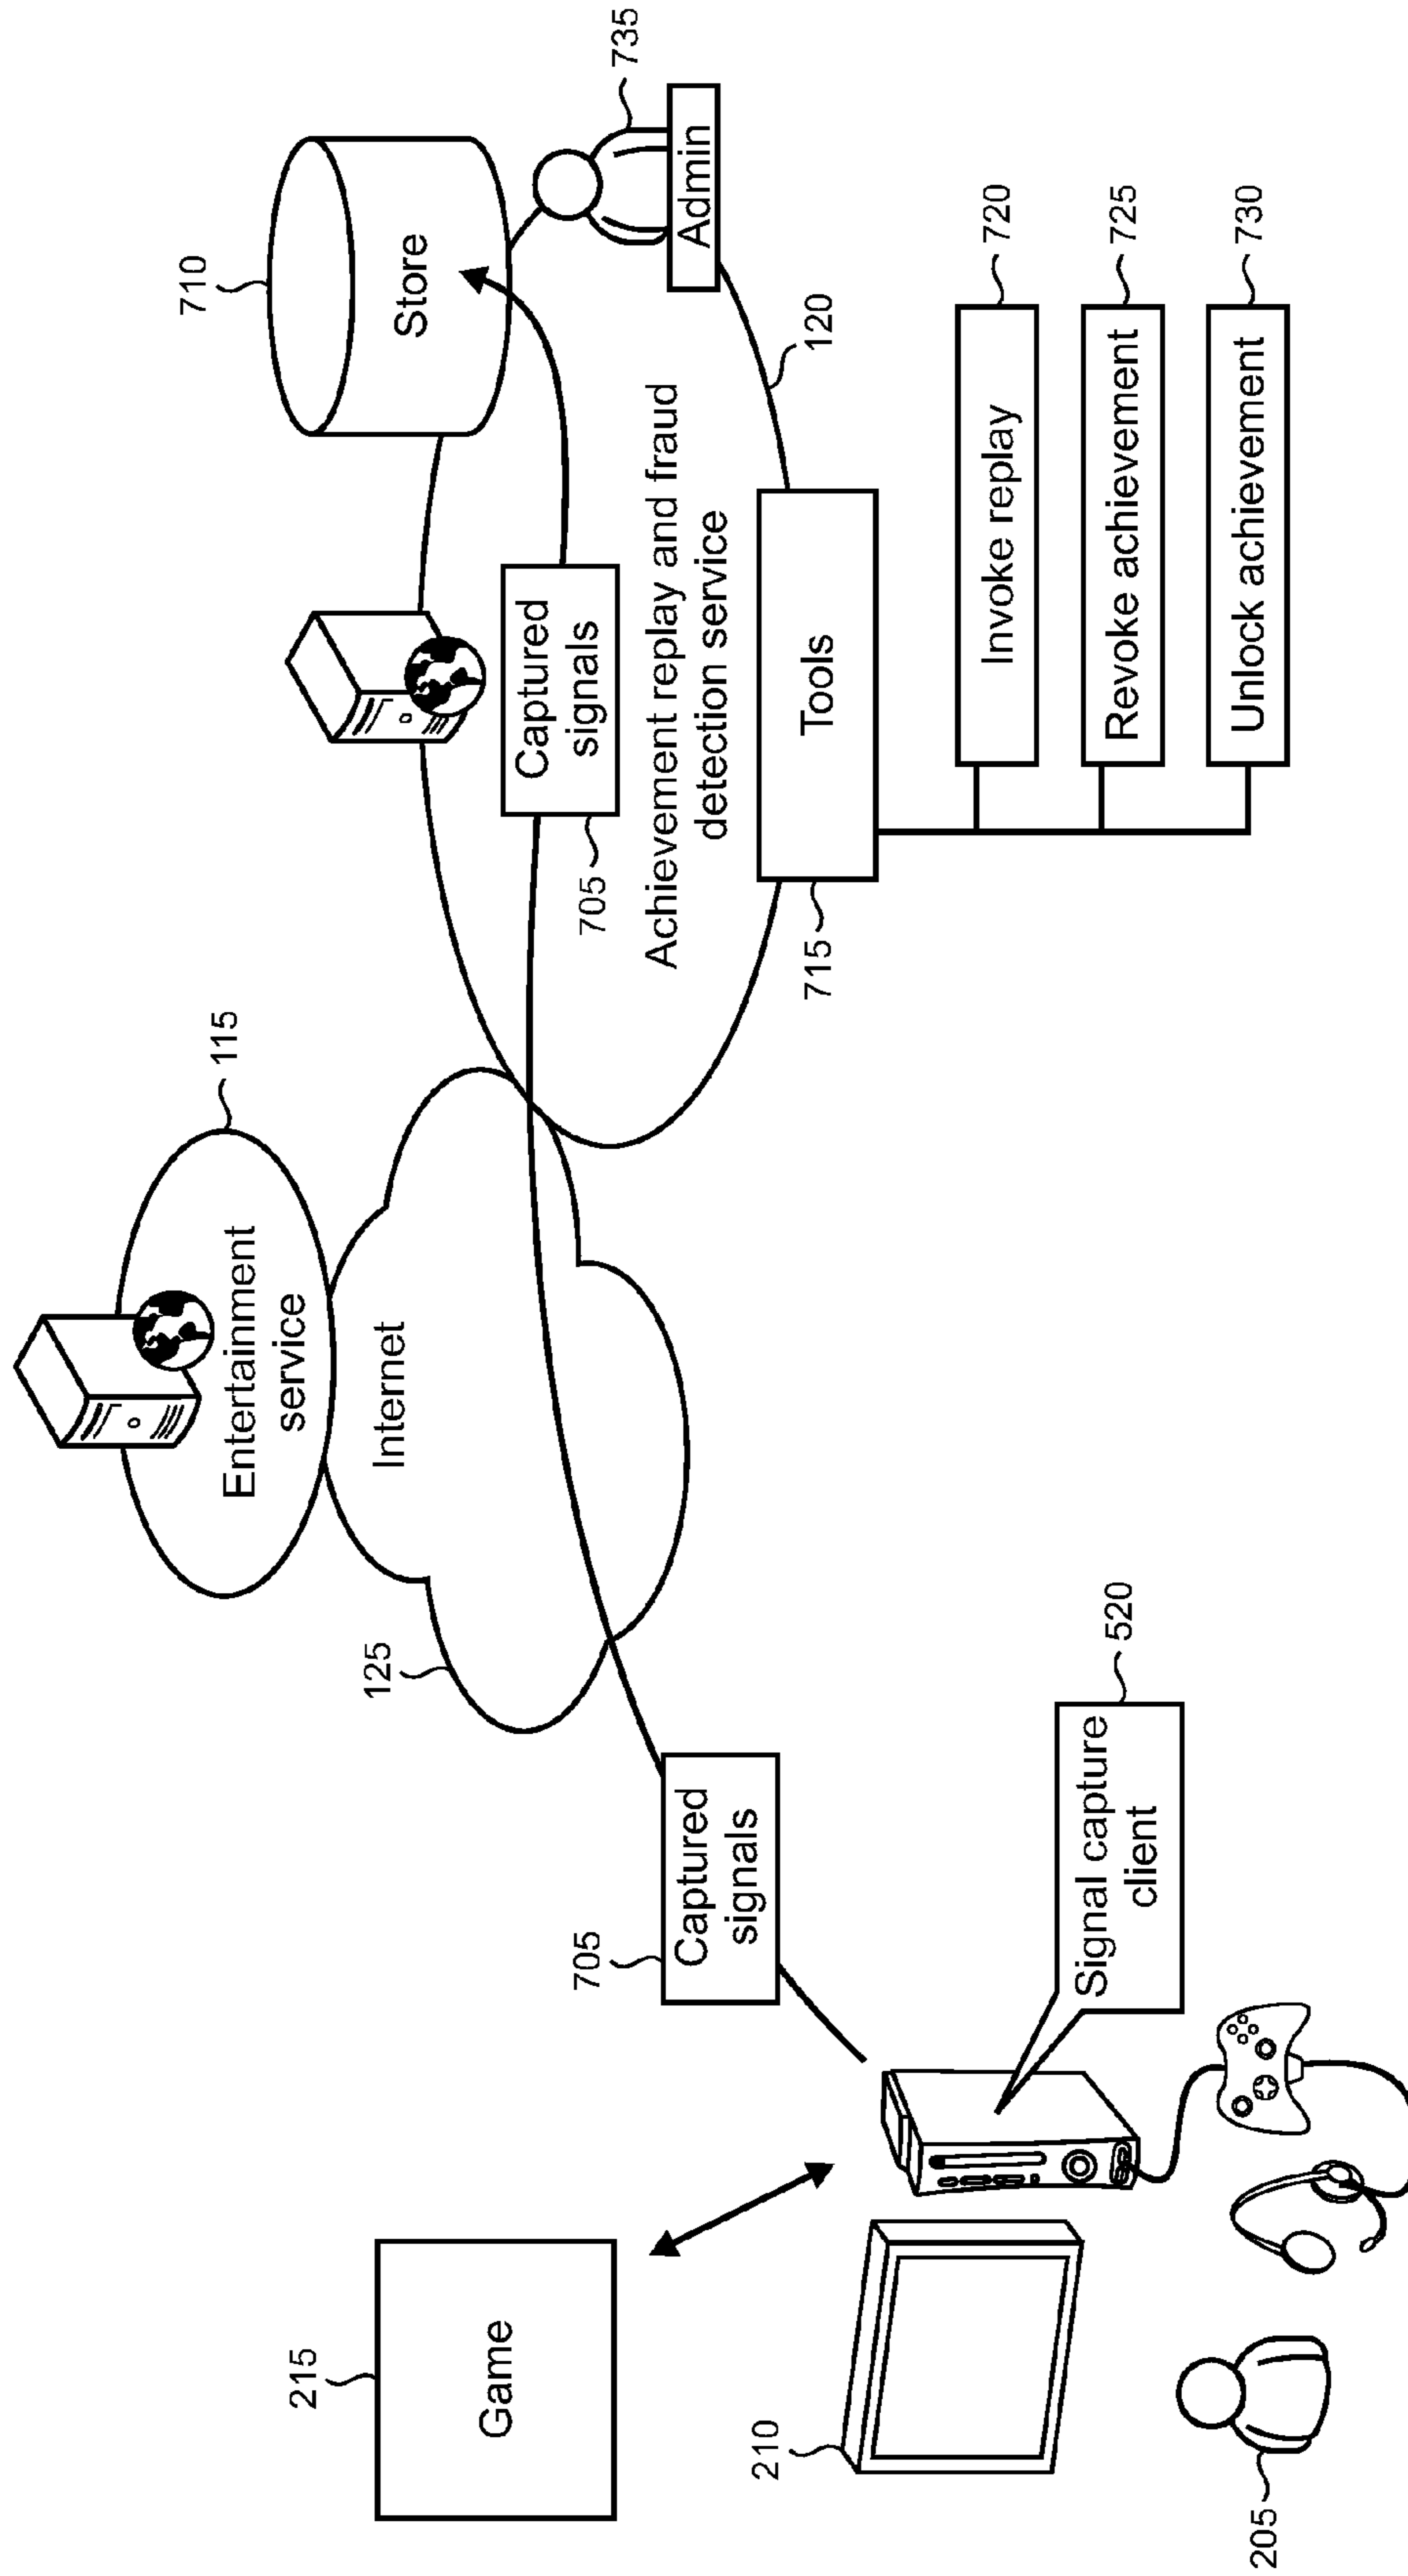 115
Entertainment
service
710
Store
735
Admin
125
Internet
Captured
signals
705
Achievement replay and fraud
detection service
120
215
Game
705
Captured
signals
715
Tools
210
Signal capture
client
520
Invoke replay
720
Revoke achievement
725
Unlock achievement
730
205